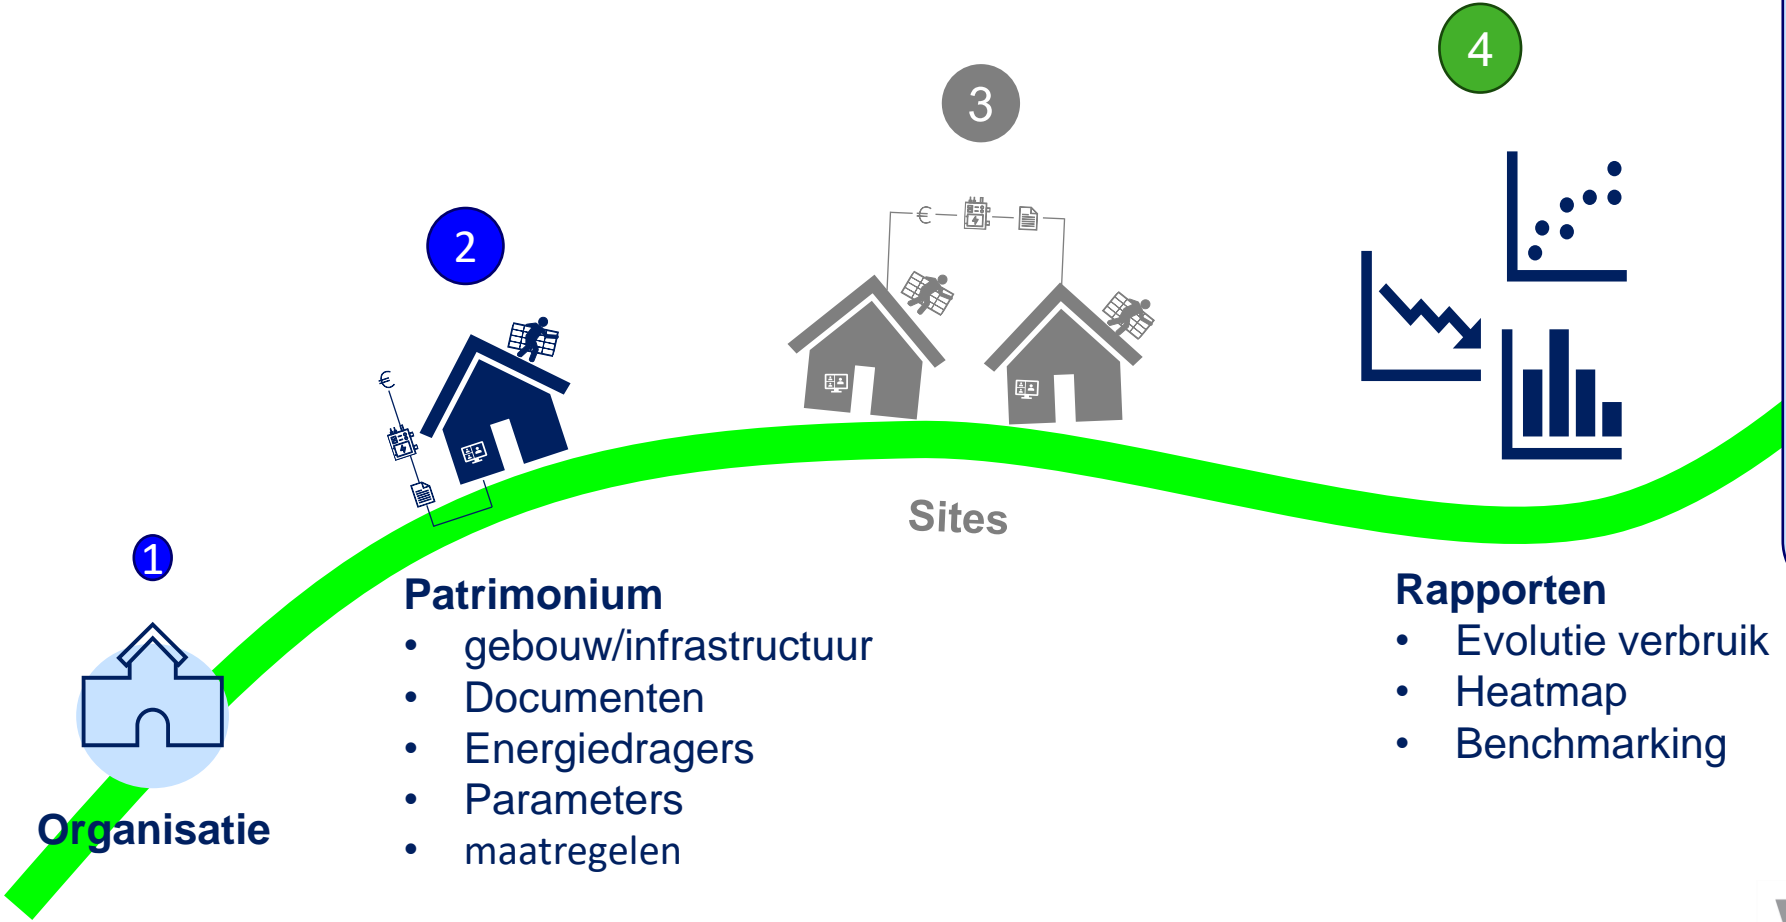 4
3
2
1
Sites
Organisatie
Patrimonium
• gebouw/infrastructuur
• Documenten
• Energiedragers
• Parameters
• maatregelen
Rapporten
• Evolutie verbruik
• Heatmap
• Benchmarking